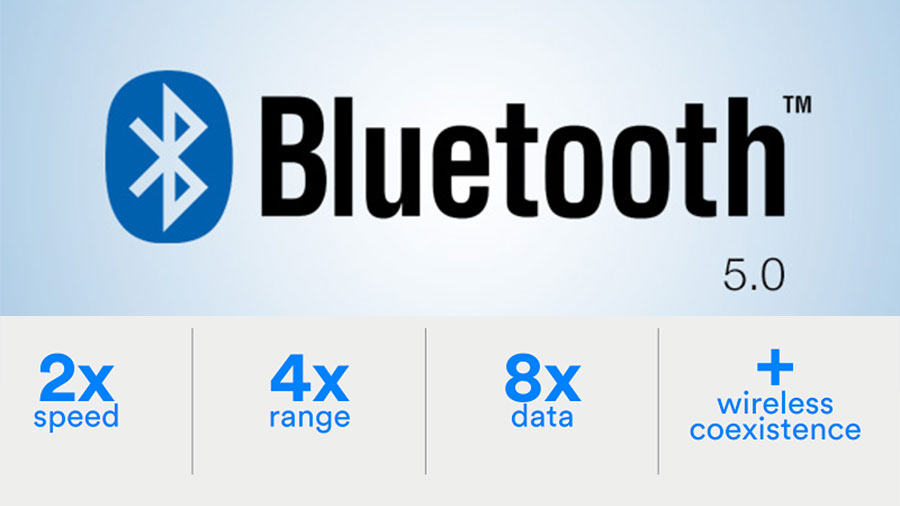 Bluetooth™
5.0
2x
speed
4x
range
8x
data
+
wireless
coexistence